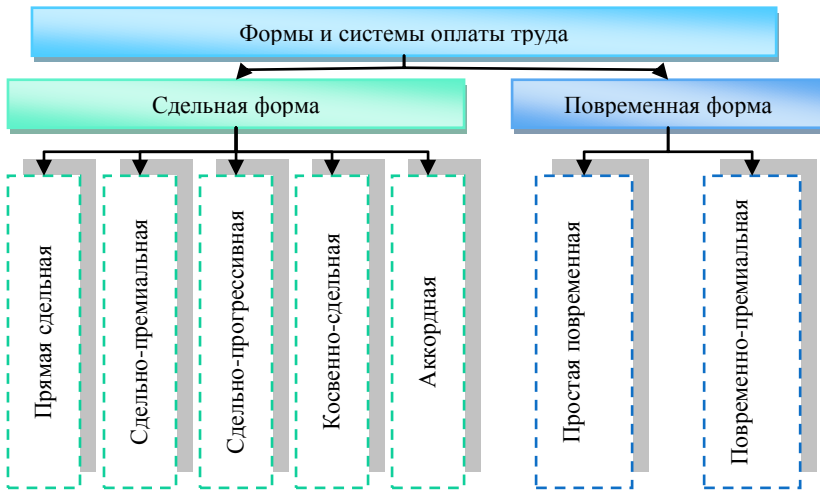 Формы и системы оплаты труда
Сдельная форма
Повременная форма
Прямая сдельная
Сдельно-премиальная
Сдельно-прогрессивная
Косвенно-сдельная
Аккордная
Простая повременная
Повременно-премиальная